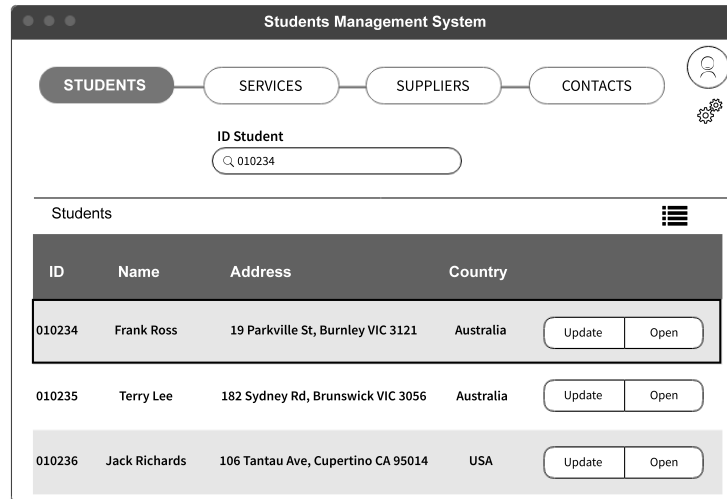 Students Management System
STUDENTS SERVICES SUPPLIERS CONTACTS
ID Student
010234
Students
ID Name Address Country
010234 Frank Ross 19 Parkville St, Burnley VIC 3121 Australia Update Open
010235 Terry Lee 182 Sydney Rd, Brunswick VIC 3056 Australia Update Open
010236 Jack Richards 106 Tantau Ave, Cupertino CA 95014 USA Update Open